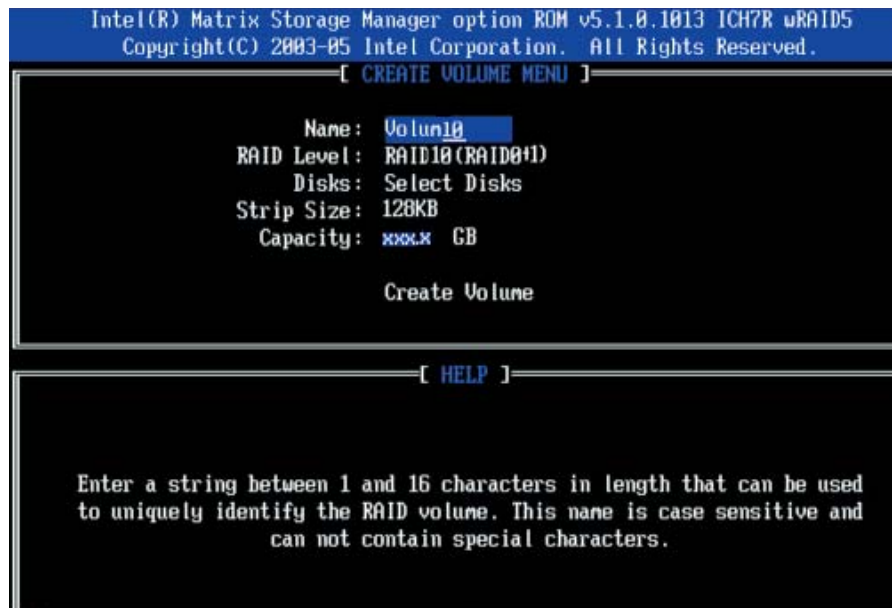 Intel(R) Matrix Storage Manager option ROM v5.1.0.1013 ICH7R wRAID5
Copyright(C) 2003-05 Intel Corporation. All Rights Reserved.
[ CREATE VOLUME MENU ]
Name: Volum10
RAID Level: RAID10(RAID0+1)
Disks: Select Disks
Strip Size: 128KB
Capacity: xxx.x GB
Create Volume
[ HELP ]
Enter a string between 1 and 16 characters in length that can be used
to uniquely identify the RAID volume. This name is case sensitive and
can not contain special characters.